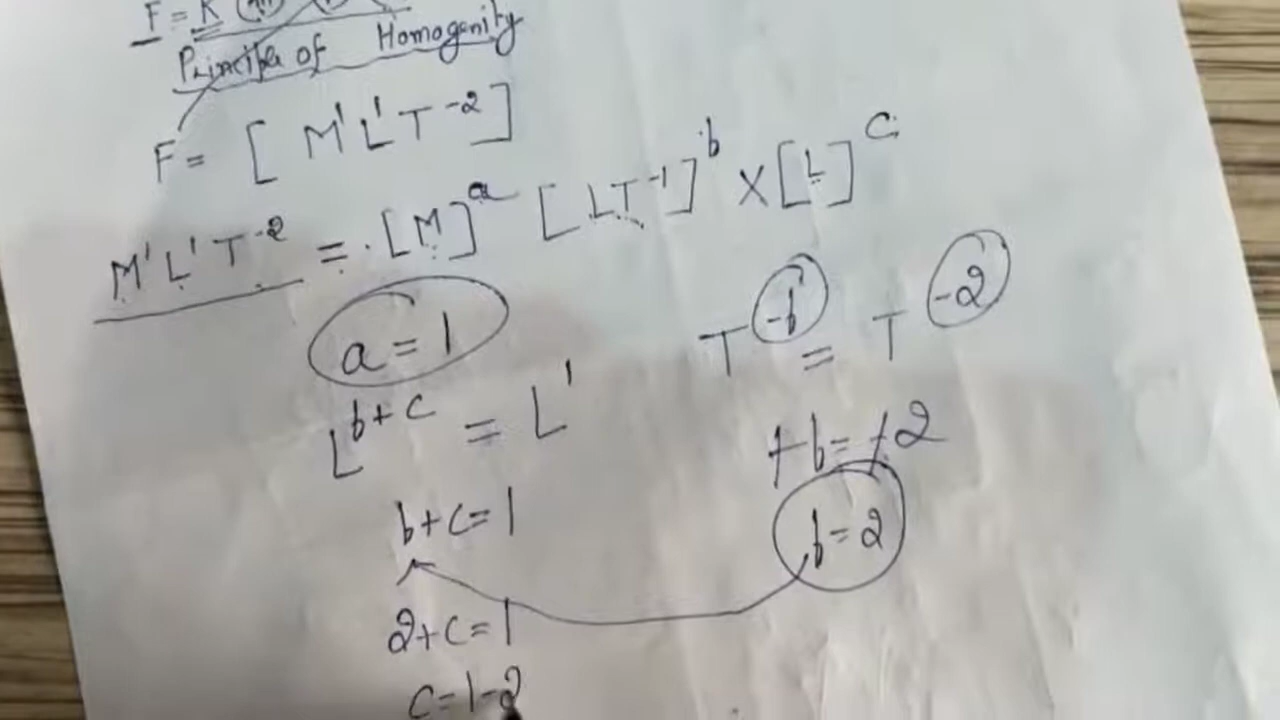 F = K
Principle of Homogenity
F = [M¹L¹T⁻²]
M¹L¹T⁻² = [M]ᵃ [LT⁻¹]ᵇ X [L]ᶜ
a = 1
T⁻ᵇ = T⁻²
Lᵇ⁺ᶜ = L¹
-b = -2
b+c=1
b=2
2+c=1
c=1-2